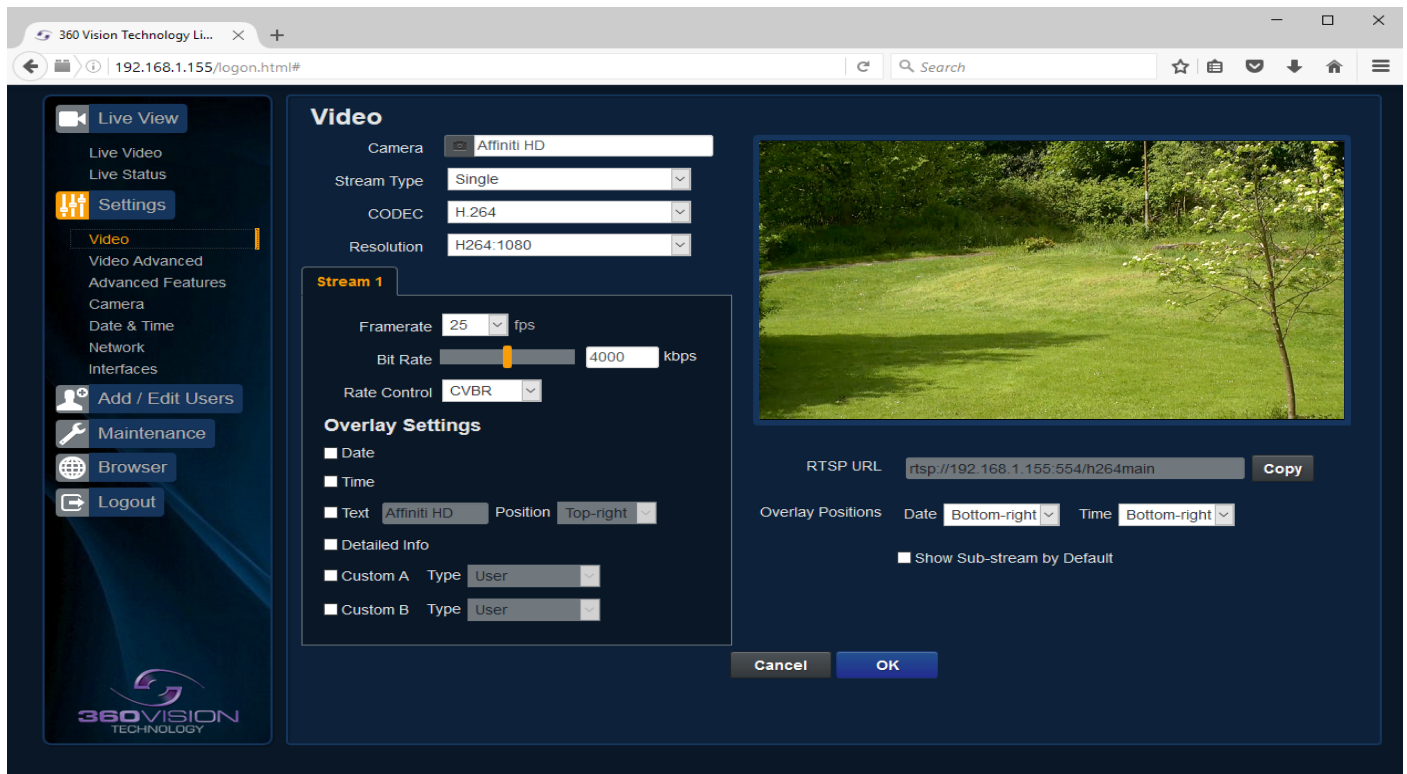 360 Vision Technology Li...
192.168.1.155/logon.html#
Search
Live View
Live Video
Live Status
Settings
Video
Video Advanced
Advanced Features
Camera
Date & Time
Network
Interfaces
Add / Edit Users
Maintenance
Browser
Logout
360VISION
TECHNOLOGY
Video
Camera Affiniti HD
Stream Type Single
CODEC H.264
Resolution H264:1080
Stream 1
Framerate 25 fps
Bit Rate 4000 kbps
Rate Control CVBR
Overlay Settings
Date
Time
Text Affiniti HD Position Top-right
Detailed Info
Custom A Type User
Custom B Type User
RTSP URL rtsp://192.168.1.155:554/h264main Copy
Overlay Positions Date Bottom-right Time Bottom-right
Show Sub-stream by Default
Cancel OK